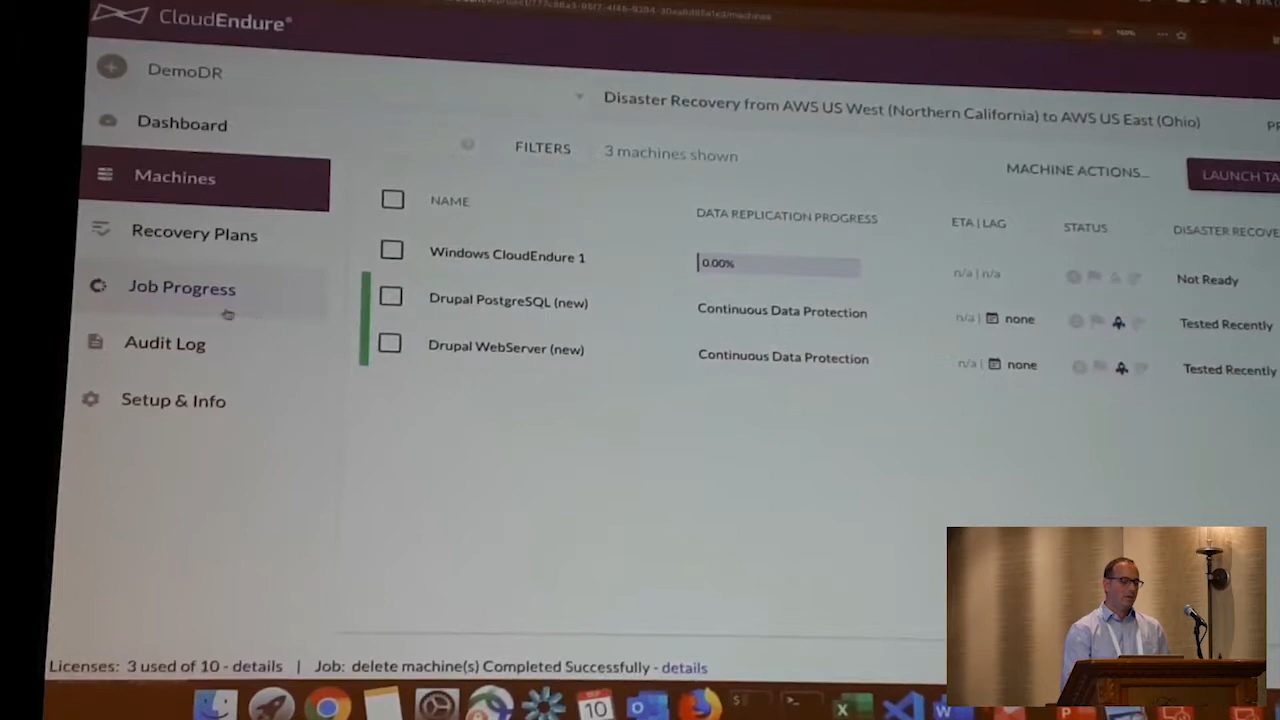 CloudEndure
DemoDR
Disaster Recovery from AWS US West (Northern California) to AWS US East (Ohio)
Dashboard
FILTERS 3 machines shown
MACHINE ACTIONS...
LAUNCH TA
Machines
NAME DATA REPLICATION PROGRESS ETA | LAG STATUS DISASTER RECOVE
Recovery Plans
Windows CloudEndure 1 0.00% n/a | n/a Not Ready
Job Progress
Drupal PostgreSQL (new) Continuous Data Protection n/a | none Tested Recently
Audit Log
Drupal WebServer (new) Continuous Data Protection n/a | none Tested Recently
Setup & Info
Licenses: 3 used of 10 - details | Job: delete machine(s) Completed Successfully - details
SEP
10